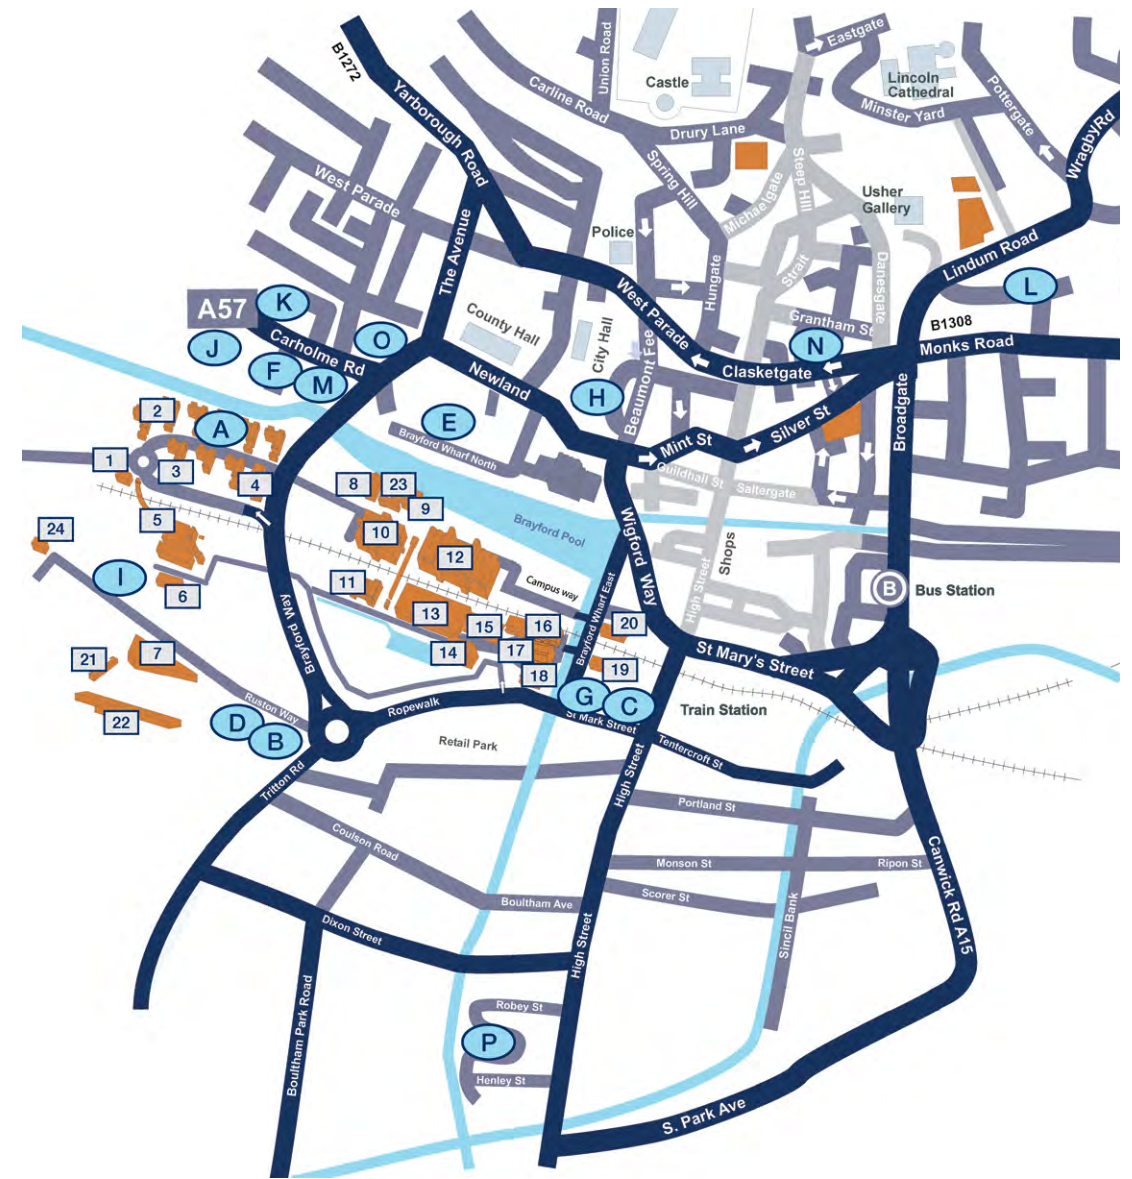 B1272
Yarborough Road
Union Road
Castle
Eastgate
Lincoln
Cathedral
Minster Yard
Pottergate
WragbyRd
Carline Road
Drury Lane
Spring Hill
Steep Hill
Michaelgate
Usher
Gallery
West Parade
Police
Hungate
Strait
Danesgate
Lindum Road
The Avenue
A57
K
J
F
M
O
Carholme Rd
County Hall
City Hall
West Parade
Beaumont Fee
Grantham St
N
L
B1308
Monks Road
Clasketgate
Newland
H
E
Brayford Wharf North
Mint St
Silver St
Broadgate
Guildhall St
Saltergate
2
A
1
3
4
8
23
9
24
5
10
Brayford Pool
Wigford Way
12
Campus way
Shops
High Street
B
Bus Station
I
6
11
13
Brayford Wharf East
15
16
20
14
17
18
19
Brayford Way
St Mary's Street
7
21
22
Ruston Way
D
B
Ropewalk
G
C
St Mark Street
Train Station
Retail Park
Tentercroft St
Tritton Rd
High Street
Portland St
Coulson Road
Monson St
Ripon St
Scorer St
Canwick Rd A15
Boultham Ave
Dixon Street
High Street
Sincil Bank
Boultham Park Road
Robey St
P
Henley St
S. Park Ave